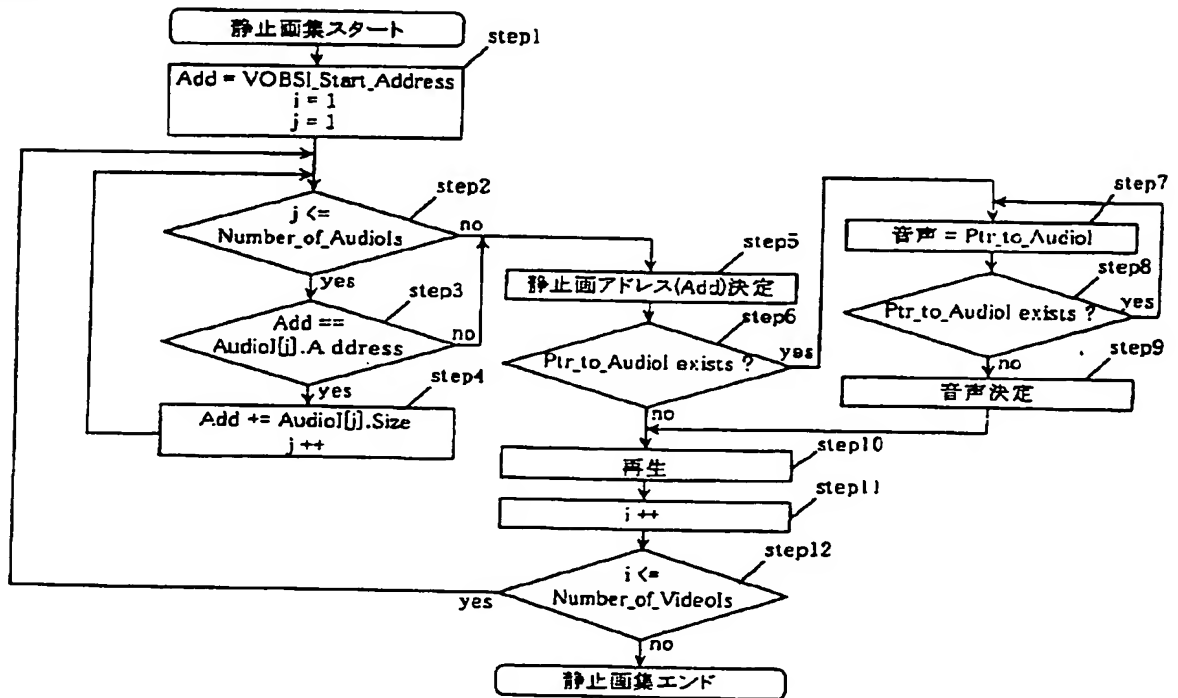 静止画集スタート
step1
Add = VOBSI_Start_Address
i = 1
j = 1
step2
j <=
Number_of_AudioIs
no
yes
step3
Add ==
AudioI[j].A ddress
no
yes
step4
Add += AudioI[j].Size
j ++
step5
静止画アドレス(Add)決定
step6
Ptr_to_AudioI exists ?
yes
no
step7
音声 = Ptr_to_AudioI
step8
Ptr_to_AudioI exists ?
yes
no
step9
音声決定
step10
再生
step11
i ++
step12
i <=
Number_of_VideoIs
yes
no
静止画集エンド